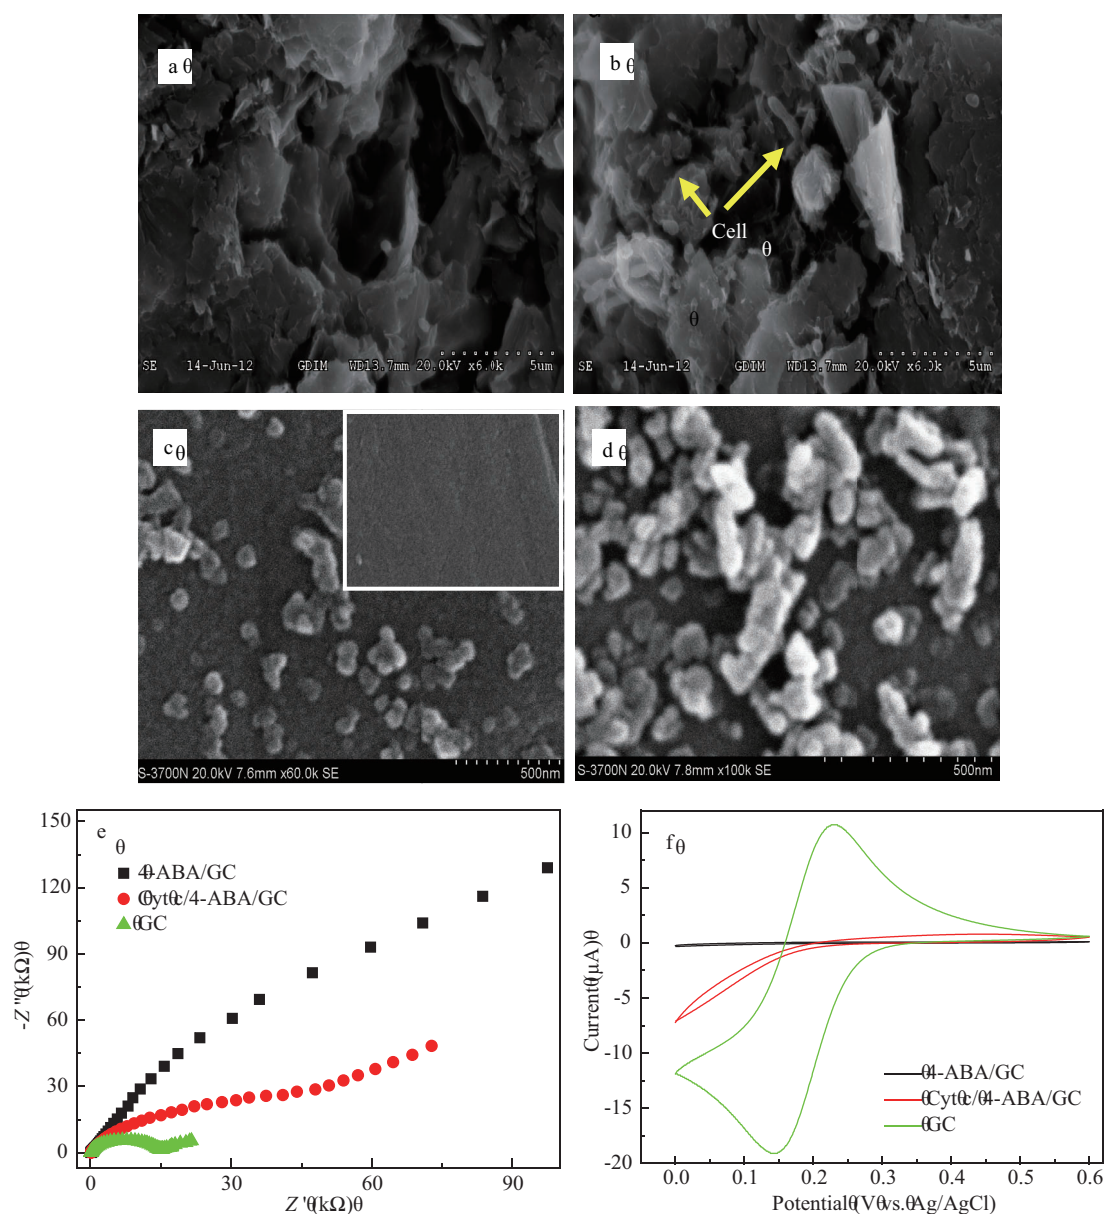 a θ
b θ
Cell
θ
θ
SE 14-Jun-12 GDIM WD13.7mm 20.0kV x6.0k 5um
SE 14-Jun-12 GDIM WD13.7mm 20.0kV x6.0k 5um
c θ
d θ
S-3700N 20.0kV 7.6mm x60.0k SE 500nm
S-3700N 20.0kV 7.8mm x100k SE 500nm
e
θ
150
120
90
60
30
0
-Z''θ(kΩ)θ
4θ-ABA/GC
Cytθc/4-ABA/GC
θGC
0 30 60 90
Z'θ(kΩ)θ
f θ
10
5
0
-5
-10
-15
-20
Currentθ(μA)θ
θ4-ABA/GC
θCytθc/θ4-ABA/GC
θGC
0.0 0.1 0.2 0.3 0.4 0.5 0.6
Potentialθ(Vθvs.θAg/AgCl)